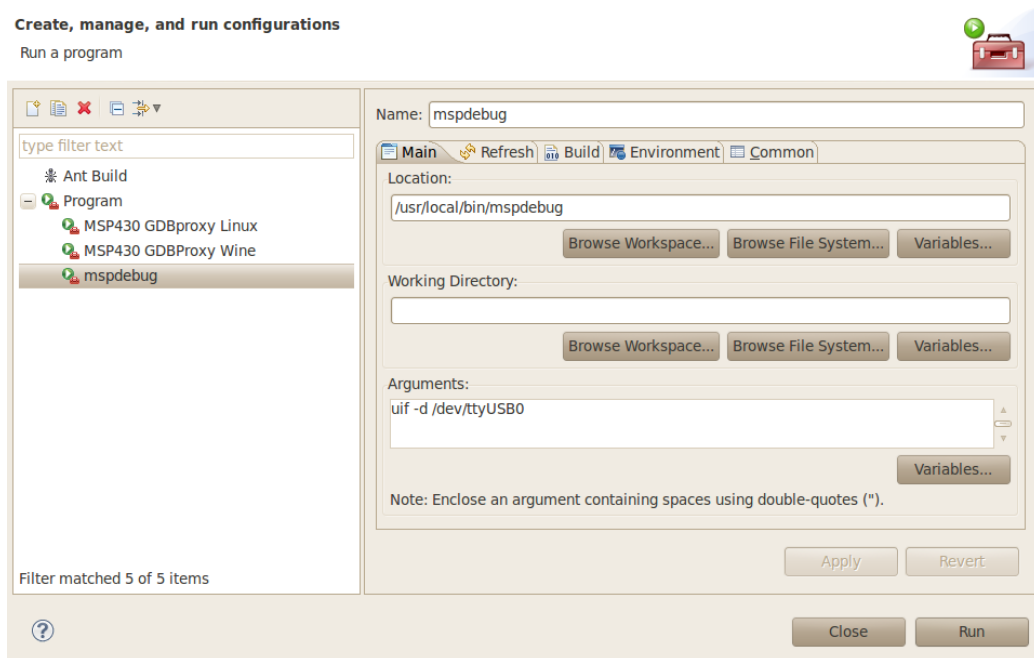 Create, manage, and run configurations
Run a program
type filter text
Ant Build
Program
MSP430 GDBproxy Linux
MSP430 GDBProxy Wine
mspdebug
Filter matched 5 of 5 items
Name: mspdebug
Main Refresh Build Environment Common
Location:
/usr/local/bin/mspdebug
Browse Workspace... Browse File System... Variables...
Working Directory:
Browse Workspace... Browse File System... Variables...
Arguments:
uif -d /dev/ttyUSB0
Variables...
Note: Enclose an argument containing spaces using double-quotes (").
Apply Revert
? Close Run